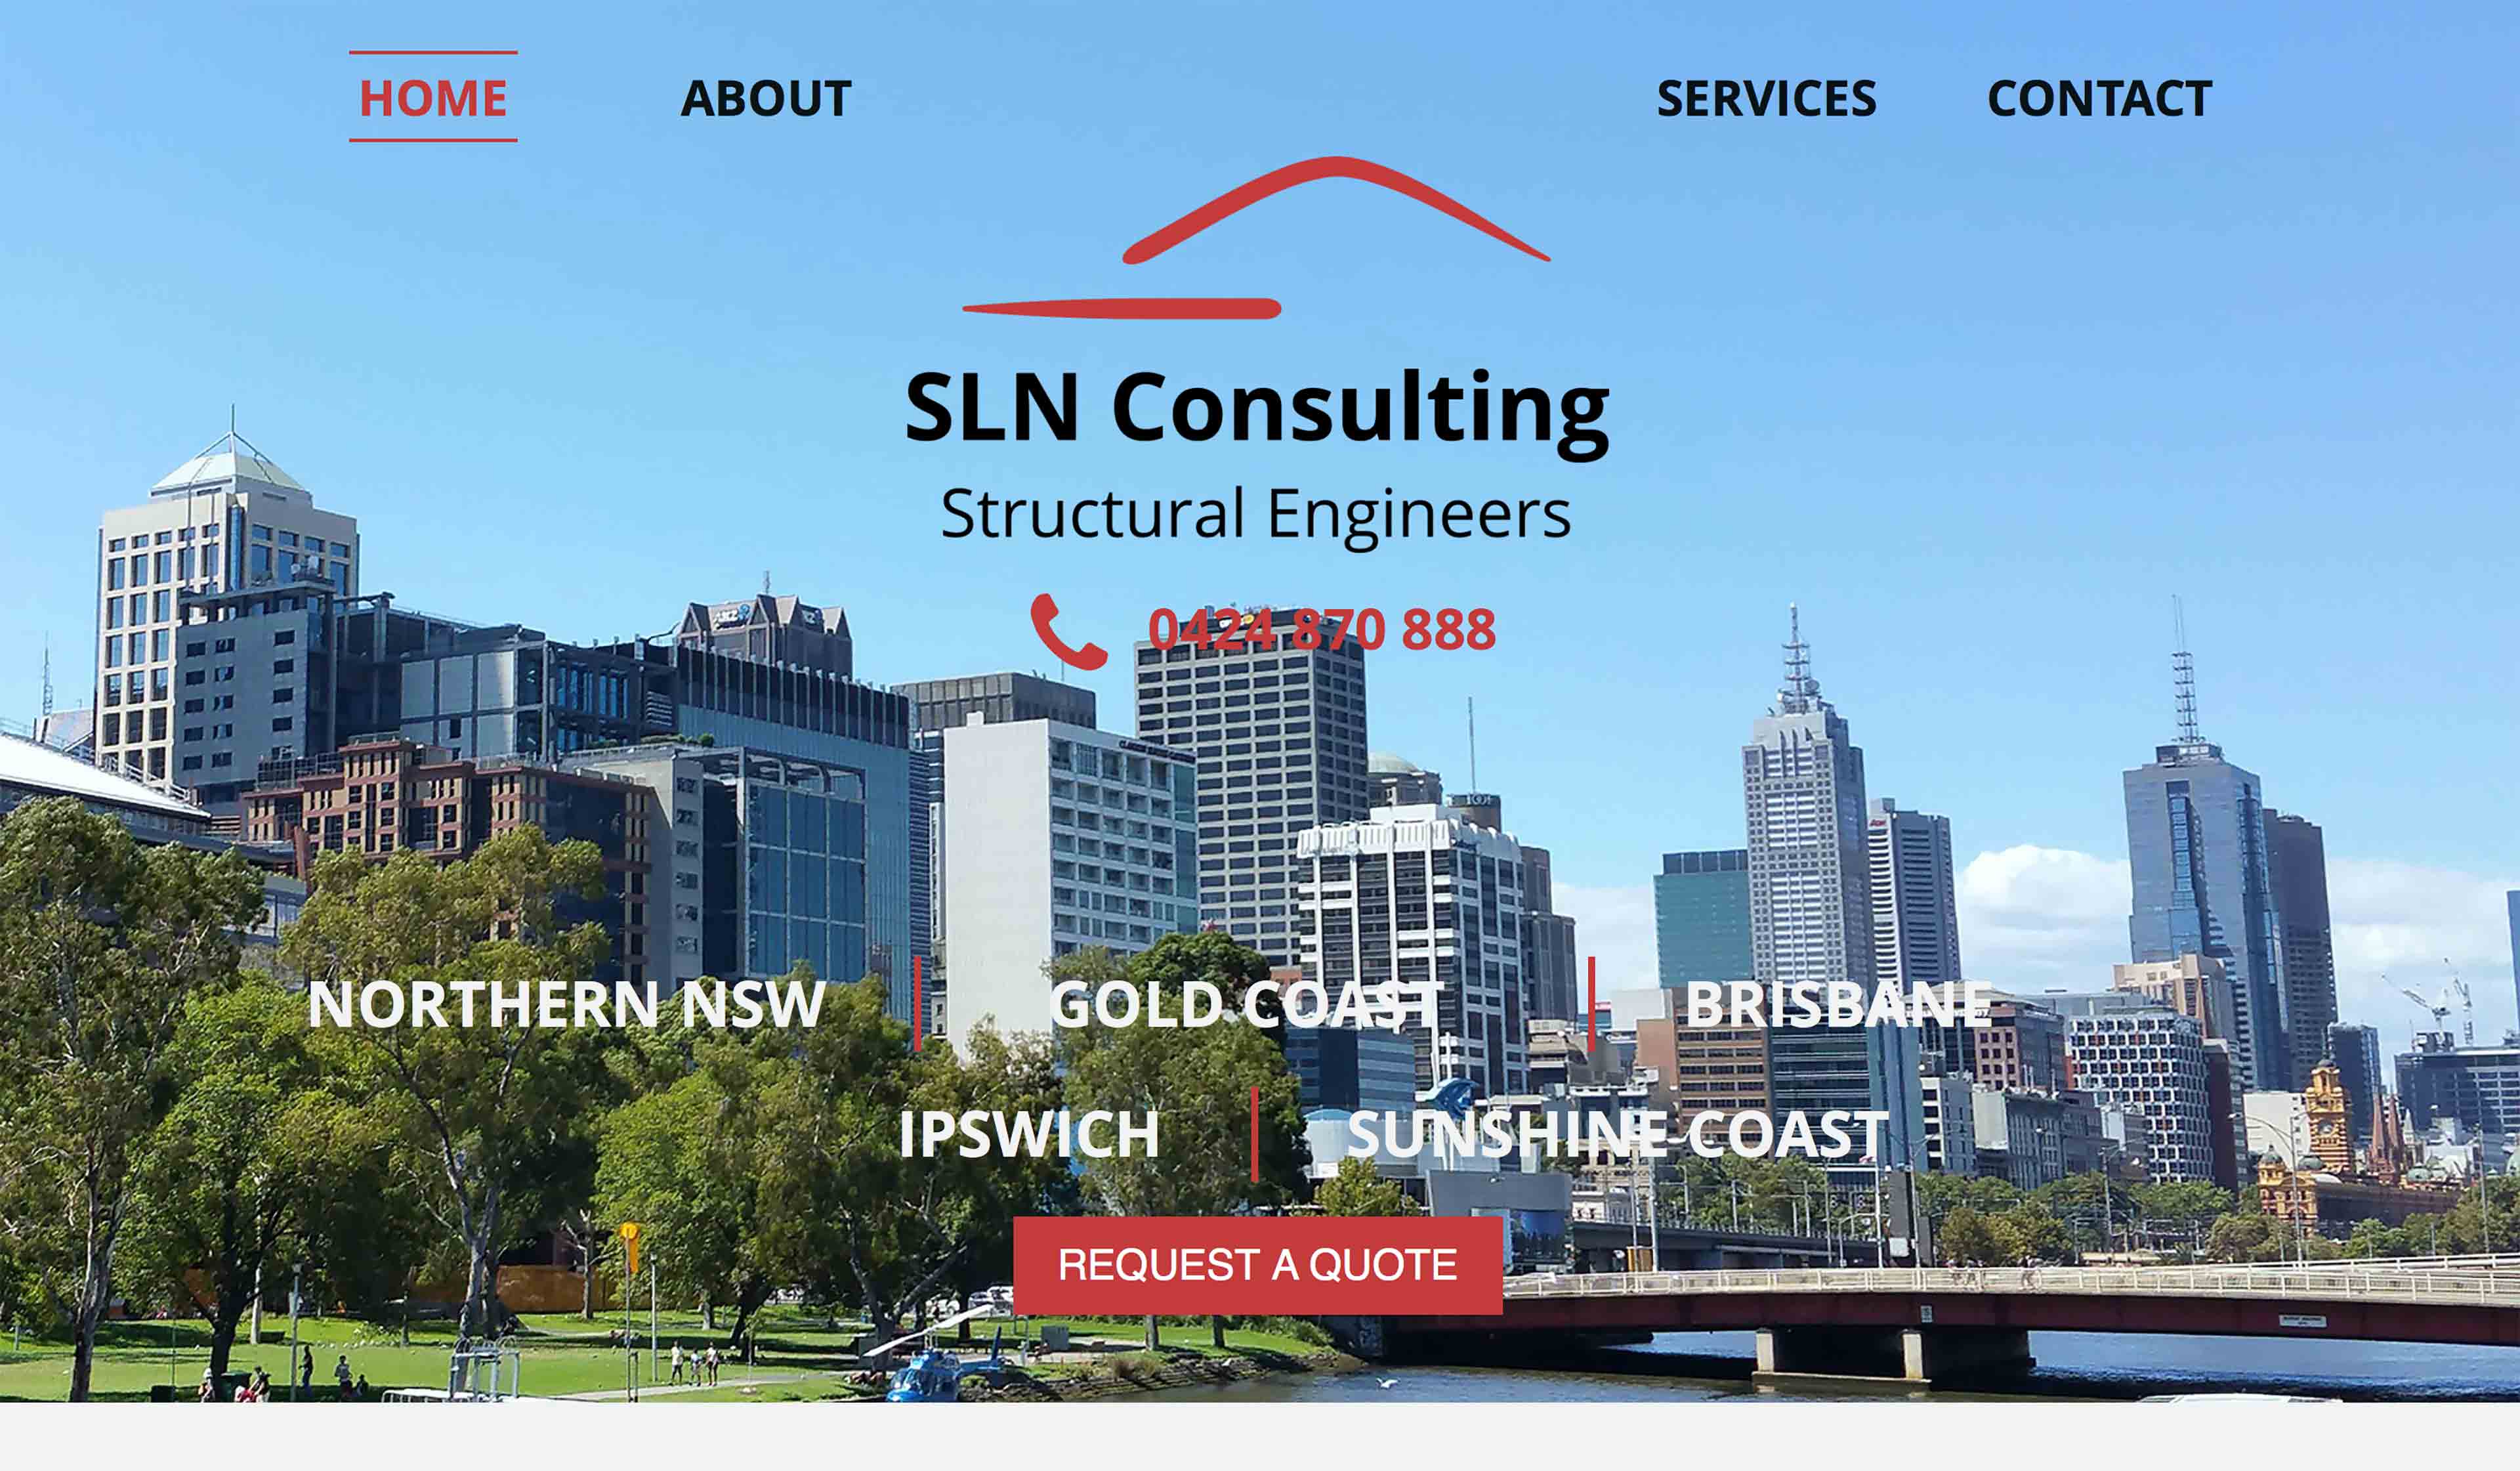 HOME ABOUT SERVICES CONTACT
SLN Consulting
Structural Engineers
0424 870 888
NORTHERN NSW GOLD COAST BRISBANE
IPSWICH SUNSHINE COAST
REQUEST A QUOTE